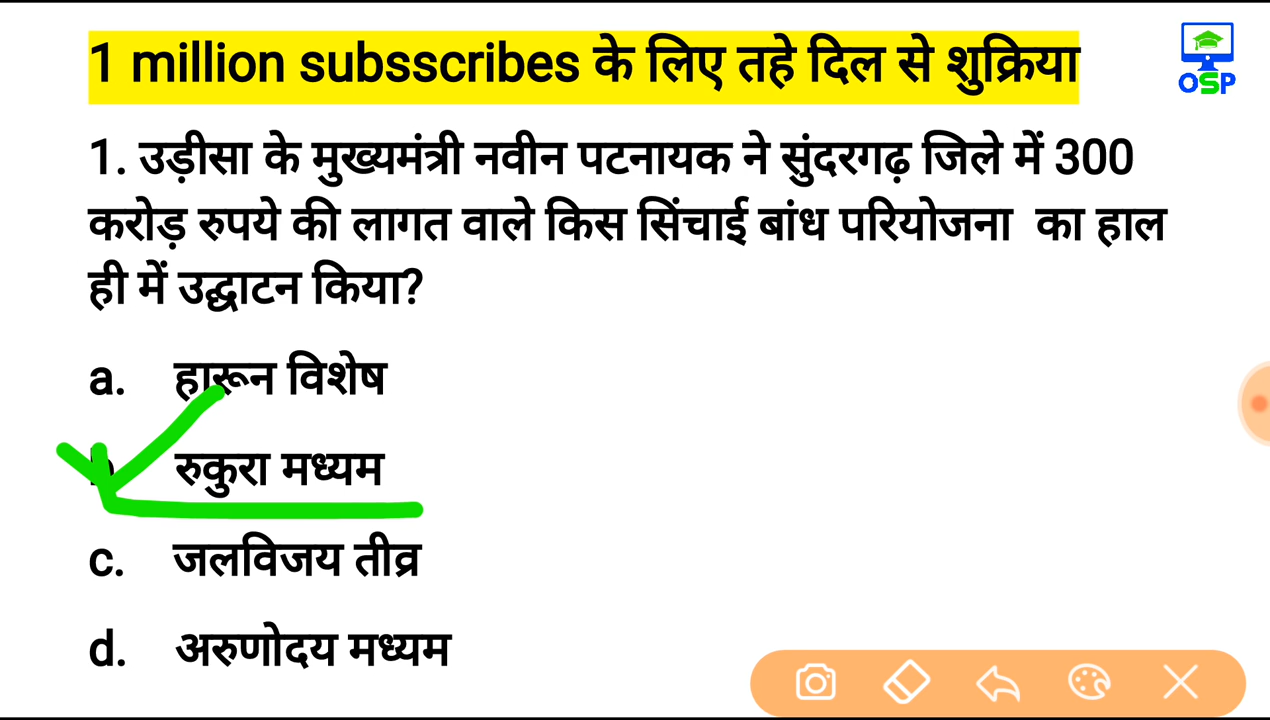 1 million subsscribes के लिए तहे दिल से शुक्रिया
OSP
1. उड़ीसा के मुख्यमंत्री नवीन पटनायक ने सुंदरगढ़ जिले में 300
करोड़ रुपये की लागत वाले किस सिंचाई बांध परियोजना का हाल
ही में उद्घाटन किया?
a. हारून विशेष
b. रुकुरा मध्यम
c. जलविजय तीव्र
d. अरुणोदय मध्यम